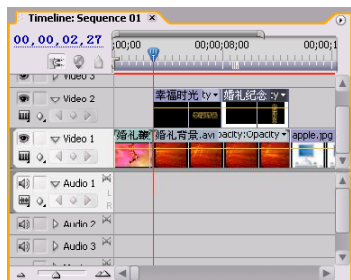 Timeline: Sequence 01 ×
00,00,02,27
;00;00 00;00;08;00 00;00;1
Video 3
Video 2
幸福时光 ty 婚礼纪念 :y
Video 1
婚礼 婚礼背景.avi pacity:Opacity apple.jpg
Audio 1
L
R
Audio 2
Audio 3